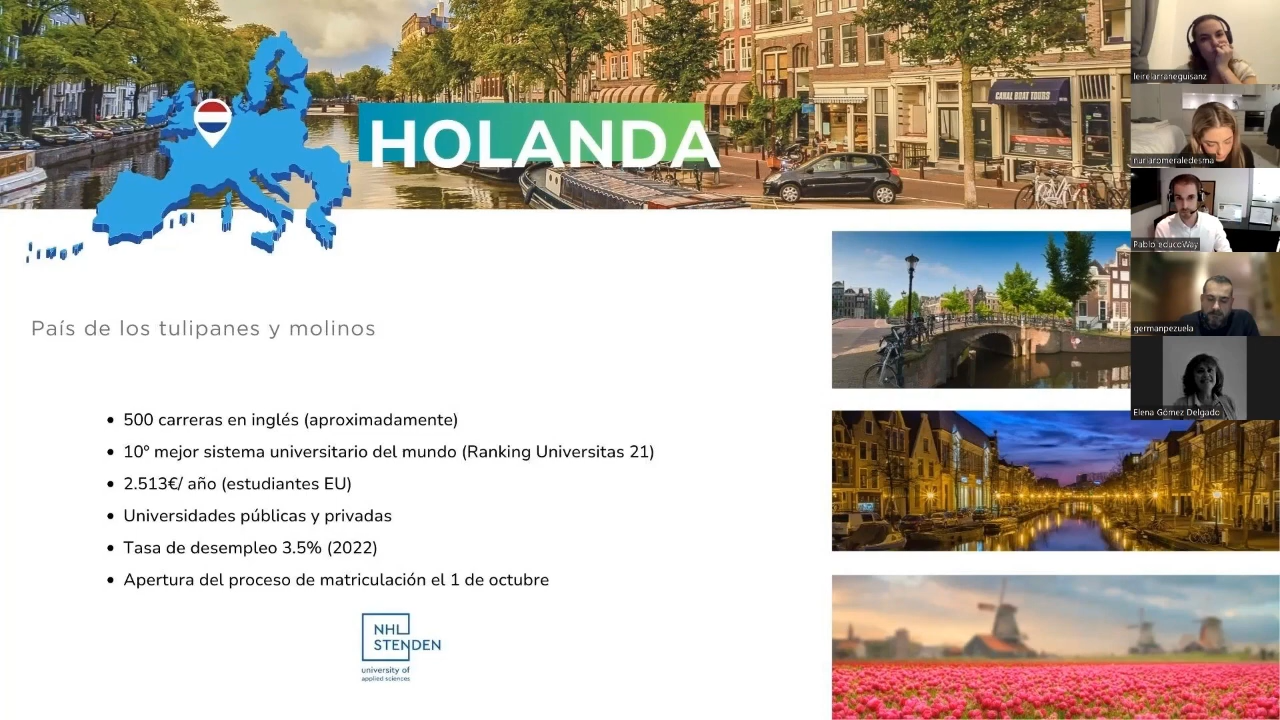 HOLANDA
CANAL BOAT TOURS
País de los tulipanes y molinos
500 carreras en inglés (aproximadamente)
10º mejor sistema universitario del mundo (Ranking Universitas 21)
2.513€/ año (estudiantes EU)
Universidades públicas y privadas
Tasa de desempleo 3.5% (2022)
Apertura del proceso de matriculación el 1 de octubre
NHL
STENDEN
university of
applied sciences
leirelarraneguisanz
nuriaromeraledesma
Pablo educoWay
germanpezuela
Elena Gómez Delgado